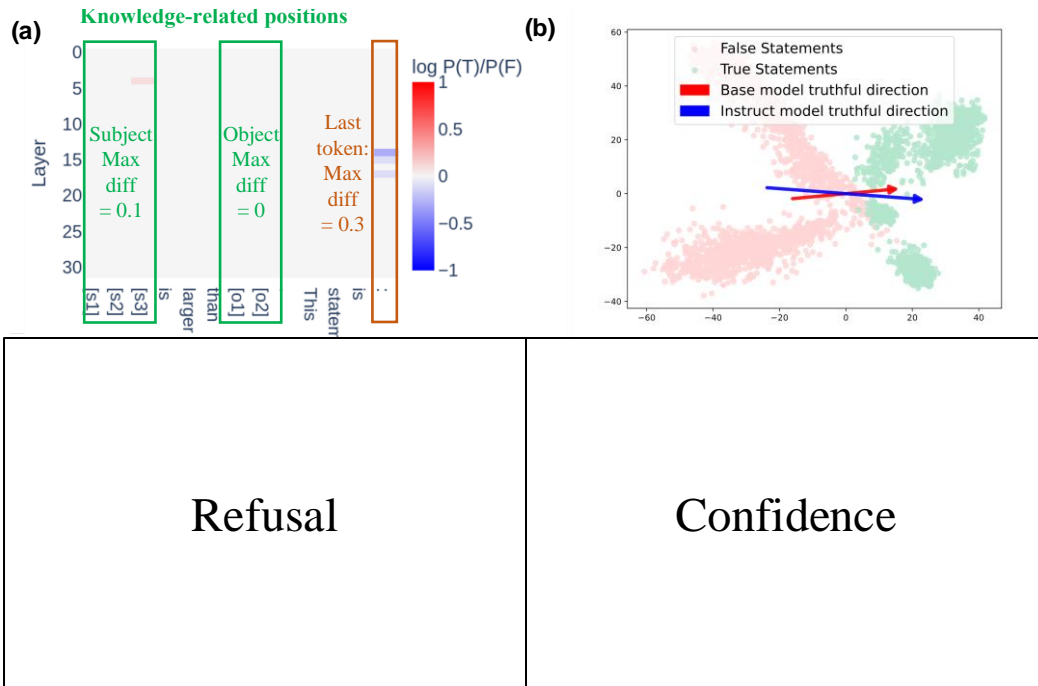 Knowledge-related positions
(a)
0
5
10
15
20
25
30
Layer
Subject
Max
diff
= 0.1
Object
Max
diff
= 0
Last
token:
Max
diff
= 0.3
log P(T)/P(F)
1
0.5
0
−0.5
−1
[s1]
[s2]
[s3]
is
larger
than
[o1]
[o2]
This
statem
is
:
(b)
False Statements
True Statements
Base model truthful direction
Instruct model truthful direction
60
40
20
0
−20
−40
−60
−40
−20
0
20
40
Refusal
Confidence